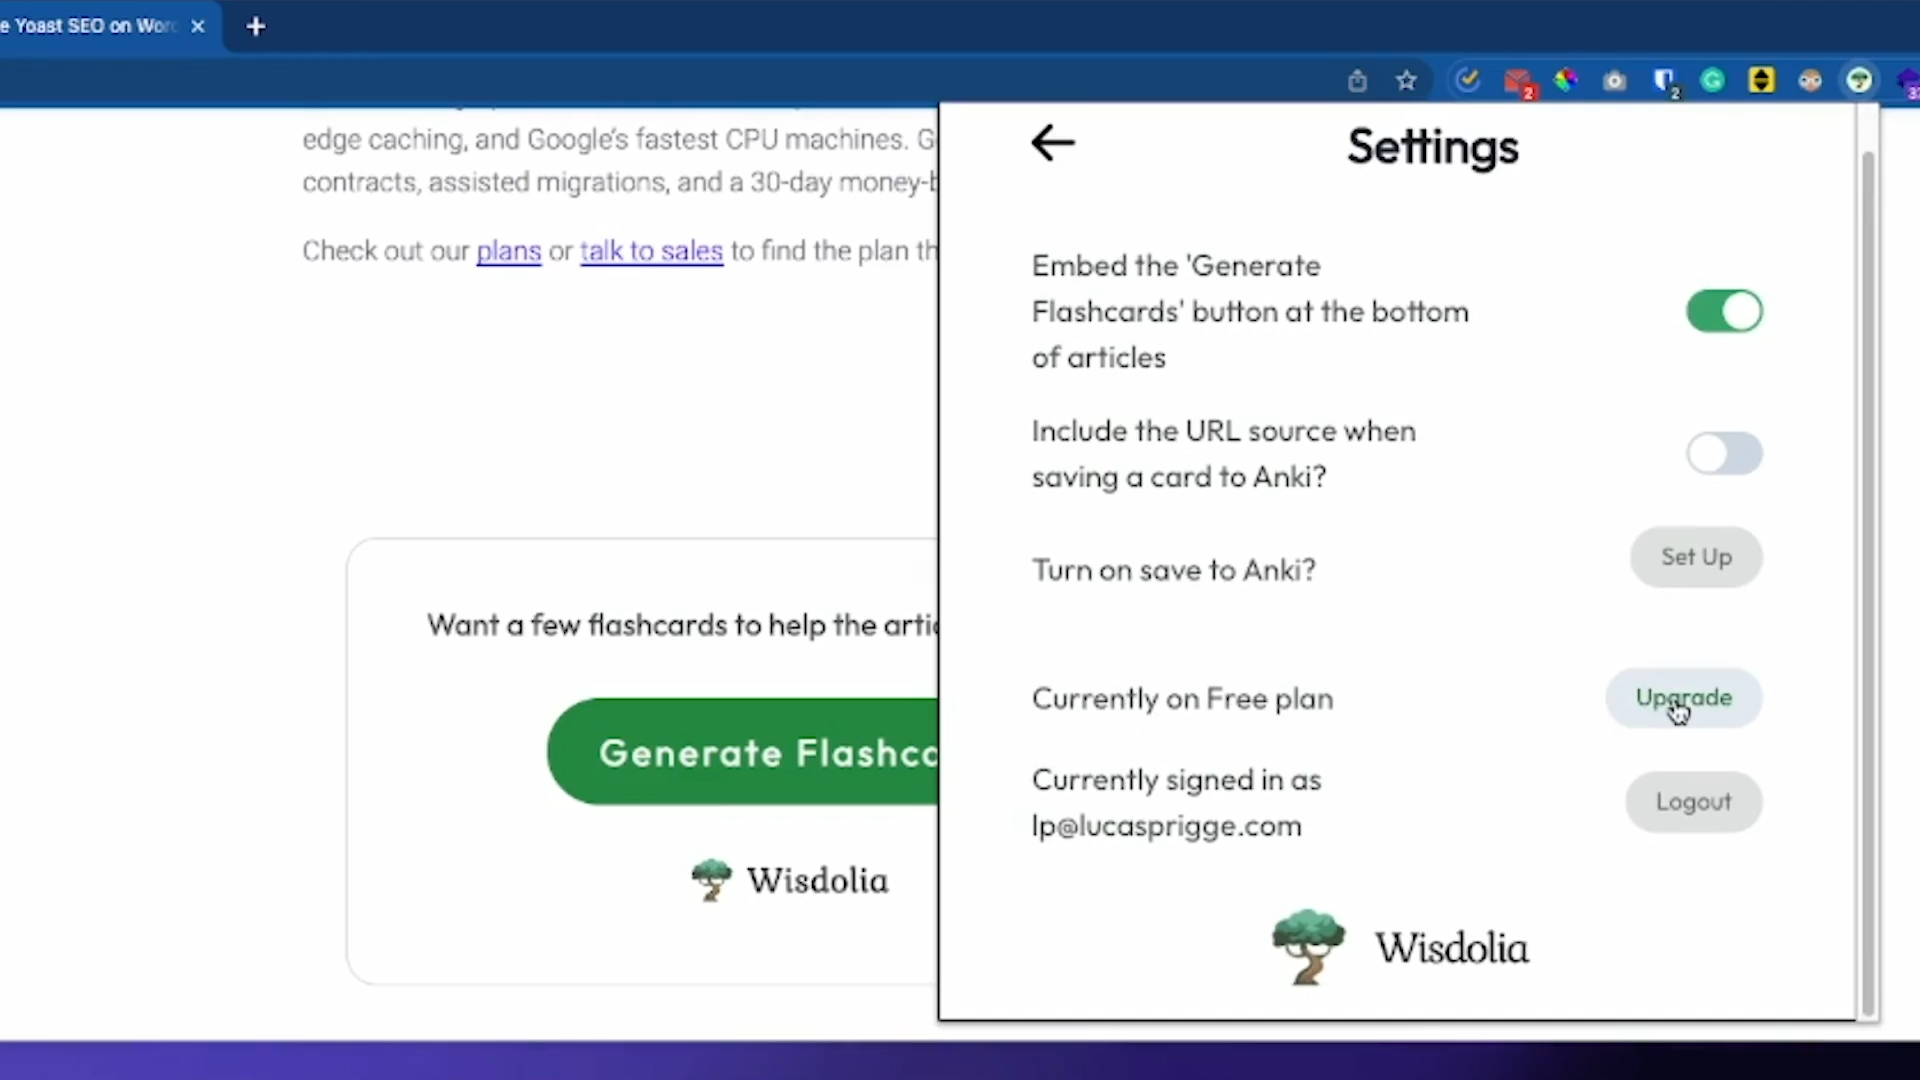 e Yoast SEO on Wor
edge caching, and Google's fastest CPU machines. G
contracts, assisted migrations, and a 30-day money-b
Check out our plans or talk to sales to find the plan th
Want a few flashcards to help the artic
Generate Flashca
Wisdolia
Settings
Embed the 'Generate
Flashcards' button at the bottom
of articles
Include the URL source when
saving a card to Anki?
Turn on save to Anki?
Set Up
Currently on Free plan
Upgrade
Currently signed in as
lp@lucasprigge.com
Logout
Wisdolia
2
2